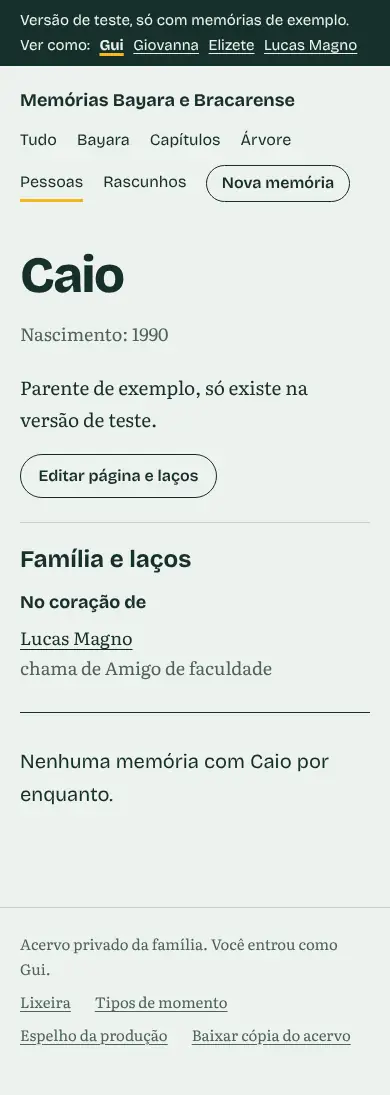 Versão de teste, só com memórias de exemplo.
Ver como: Gui Giovanna Elizete Lucas Magno
Memórias Bayara e Bracarense
Tudo Bayara Capítulos Árvore
Pessoas Rascunhos Nova memória
Caio
Nascimento: 1990
Parente de exemplo, só existe na
versão de teste.
Editar página e laços
Família e laços
No coração de
Lucas Magno
chama de Amigo de faculdade
Nenhuma memória com Caio por
enquanto.
Acervo privado da família. Você entrou como
Gui.
Lixeira Tipos de momento
Espelho da produção Baixar cópia do acervo